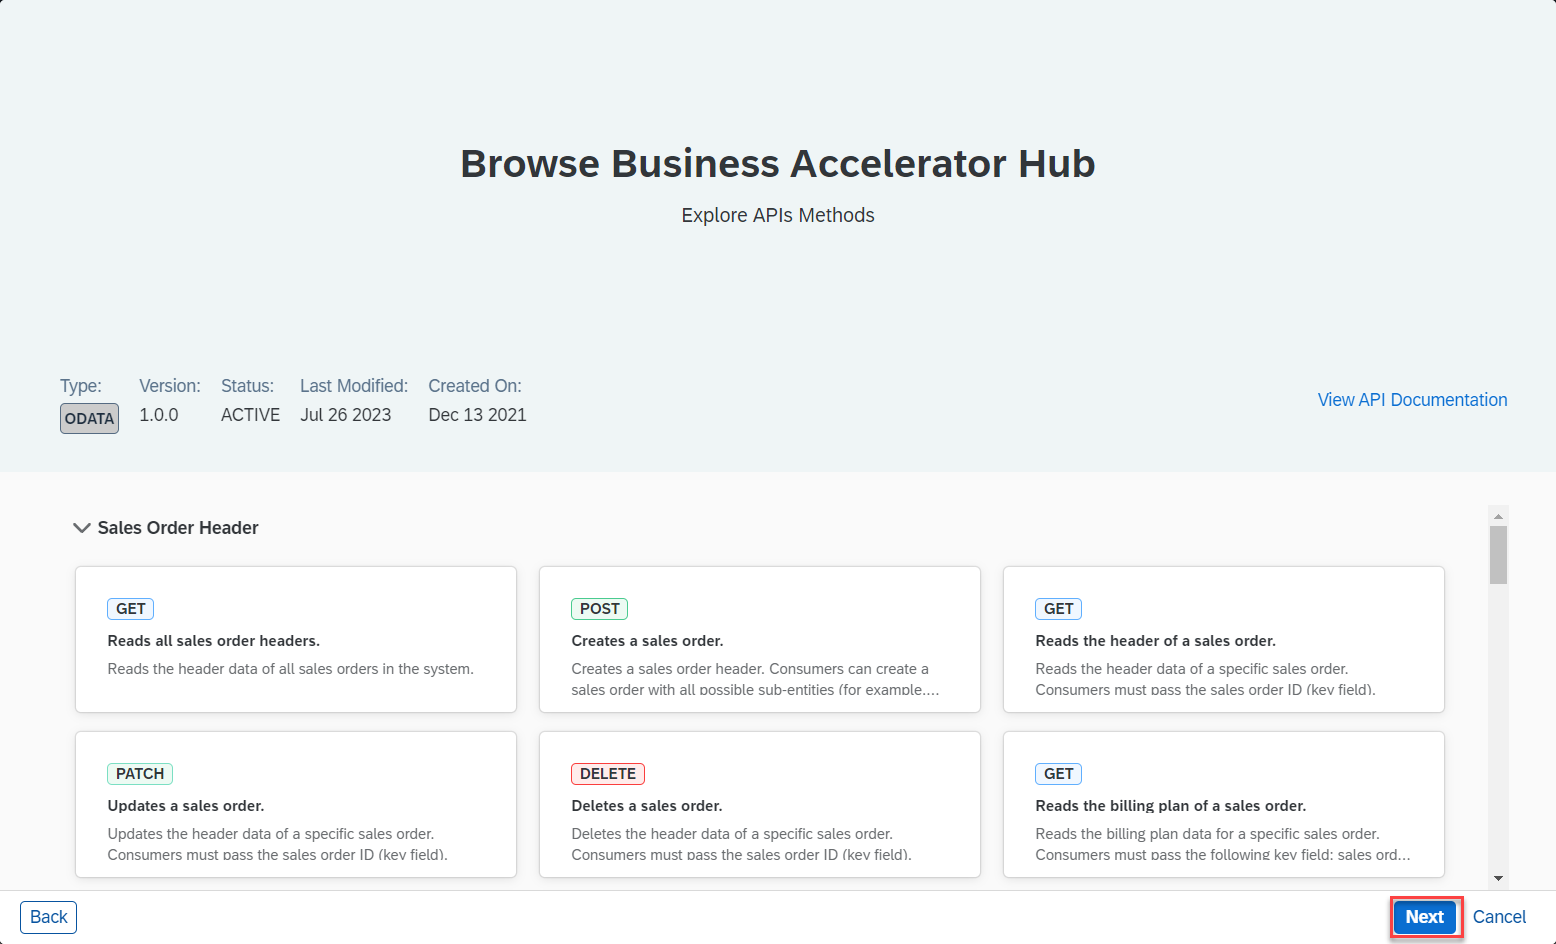 Browse Business Accelerator Hub
Explore APIs Methods
Type:
ODATA
Version:
1.0.0
Status:
ACTIVE
Last Modified:
Jul 26 2023
Created On:
Dec 13 2021
View API Documentation
Sales Order Header
GET
Reads all sales order headers.
Reads the header data of all sales orders in the system.
POST
Creates a sales order.
Creates a sales order header. Consumers can create a
sales order with all possible sub-entities (for example....
GET
Reads the header of a sales order.
Reads the header data of a specific sales order.
Consumers must pass the sales order ID (key field).
PATCH
Updates a sales order.
Updates the header data of a specific sales order.
Consumers must pass the sales order ID (key field).
DELETE
Deletes a sales order.
Deletes the header data of a specific sales order.
Consumers must pass the sales order ID (key field).
GET
Reads the billing plan of a sales order.
Reads the billing plan data for a specific sales order.
Consumers must pass the following key field: sales ord...
Back
Next
Cancel